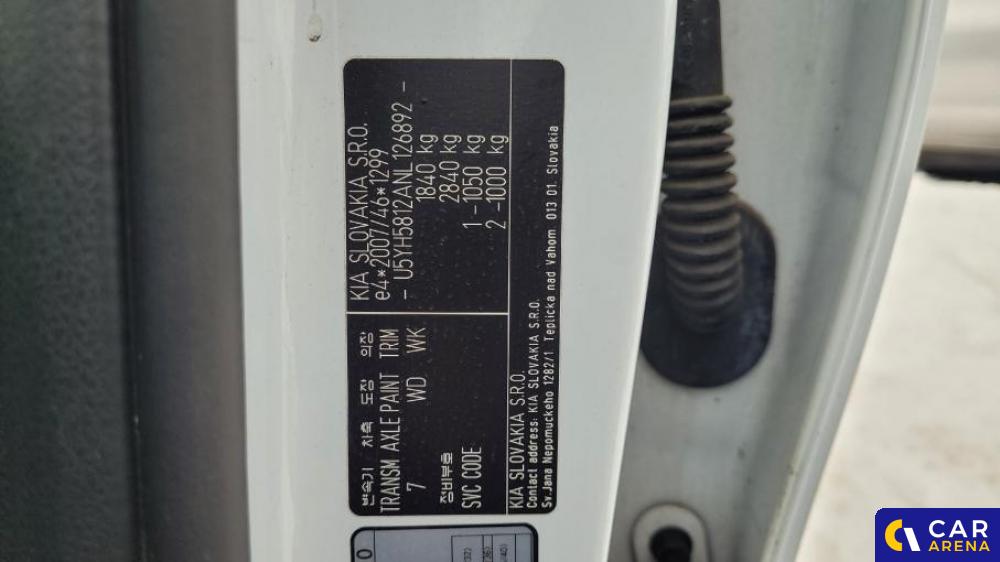 KIA SLOVAKIA S.R.O.
e4*2007/46*1299
- U5YH5812ANL126892 -
1840 kg
2840 kg
1 -1050 kg
2 -1000 kg
변속기 차축 도장 의장
TRANSM AXLE PAINT TRIM
7 WD WK
정비부호
SVC CODE
KIA SLOVAKIA S.R.O.
Contact address: KIA SLOVAKIA S.R.O.
Sv.Jana Nepomuckeho 1282/1 Teplicka nad Vahom 013 01. Slovakia
CAR
ARENA